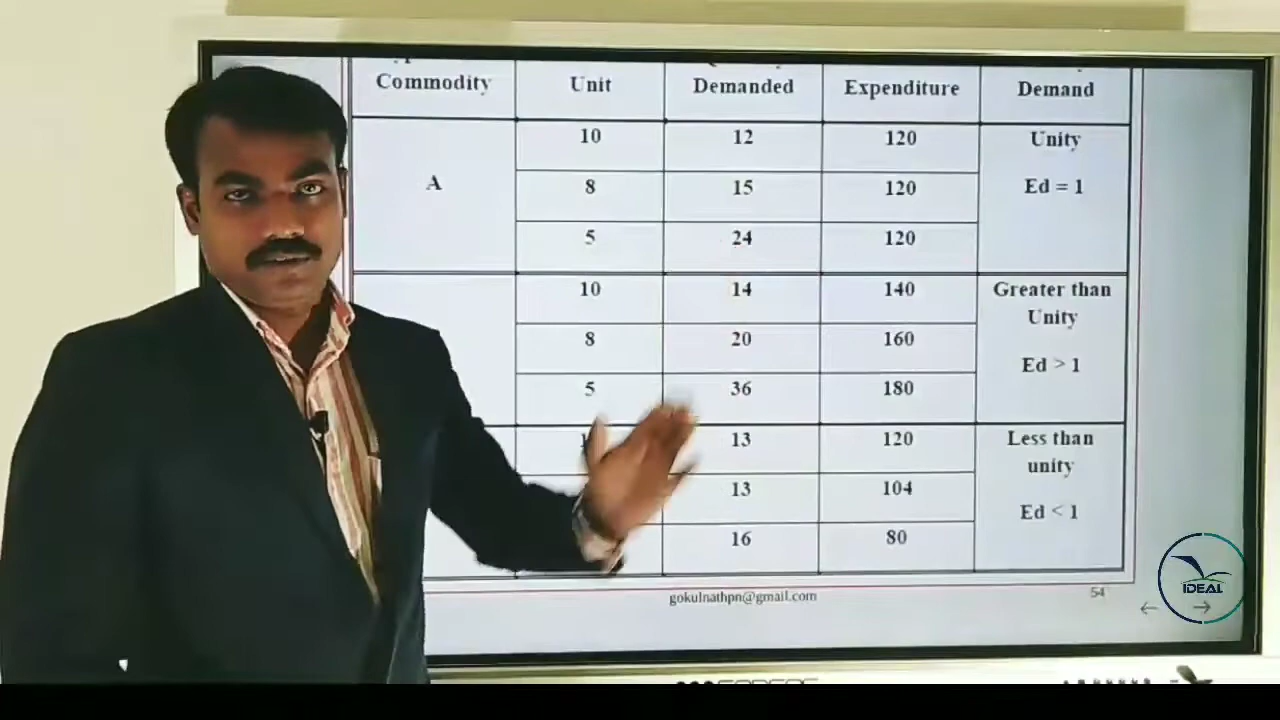 Commodity Unit Demanded Expenditure Demand
10 12 120 Unity
A
8 15 120 Ed = 1
5 24 120
10 14 140 Greater than
Unity
8 20 160
Ed > 1
5 36 180
13 120 Less than
unity
13 104
Ed < 1
16 80
gokulnathpn@gmail.com 54
IDEAL